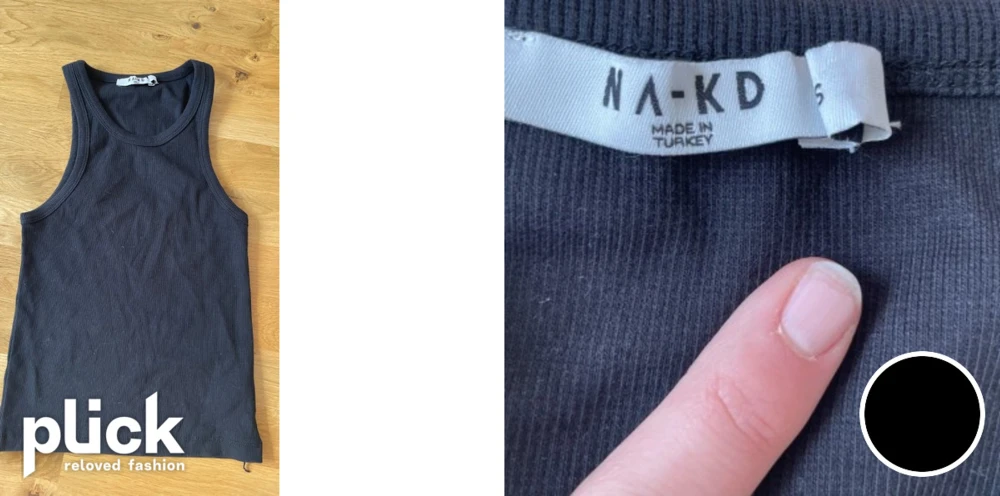 plick
reloved fashion
NA-KD
MADE IN
TURKEY
S